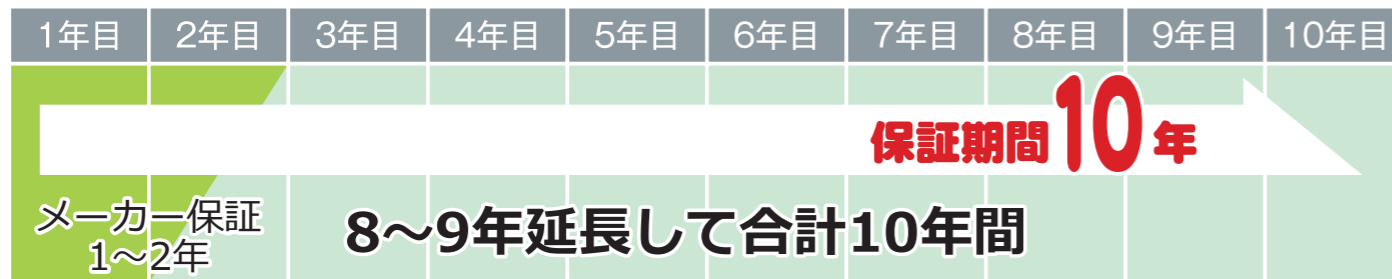 1年目 2年目 3年目 4年目 5年目 6年目 7年目 8年目 9年目 10年目
保証期間10年
メーカー保証
1〜2年
8〜9年延長して合計10年間